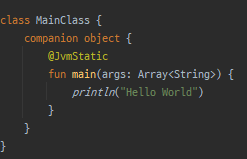 class MainClass {
    companion object {
        @JvmStatic
        fun main(args: Array<String>) {
            println("Hello World")
        }
    }
}